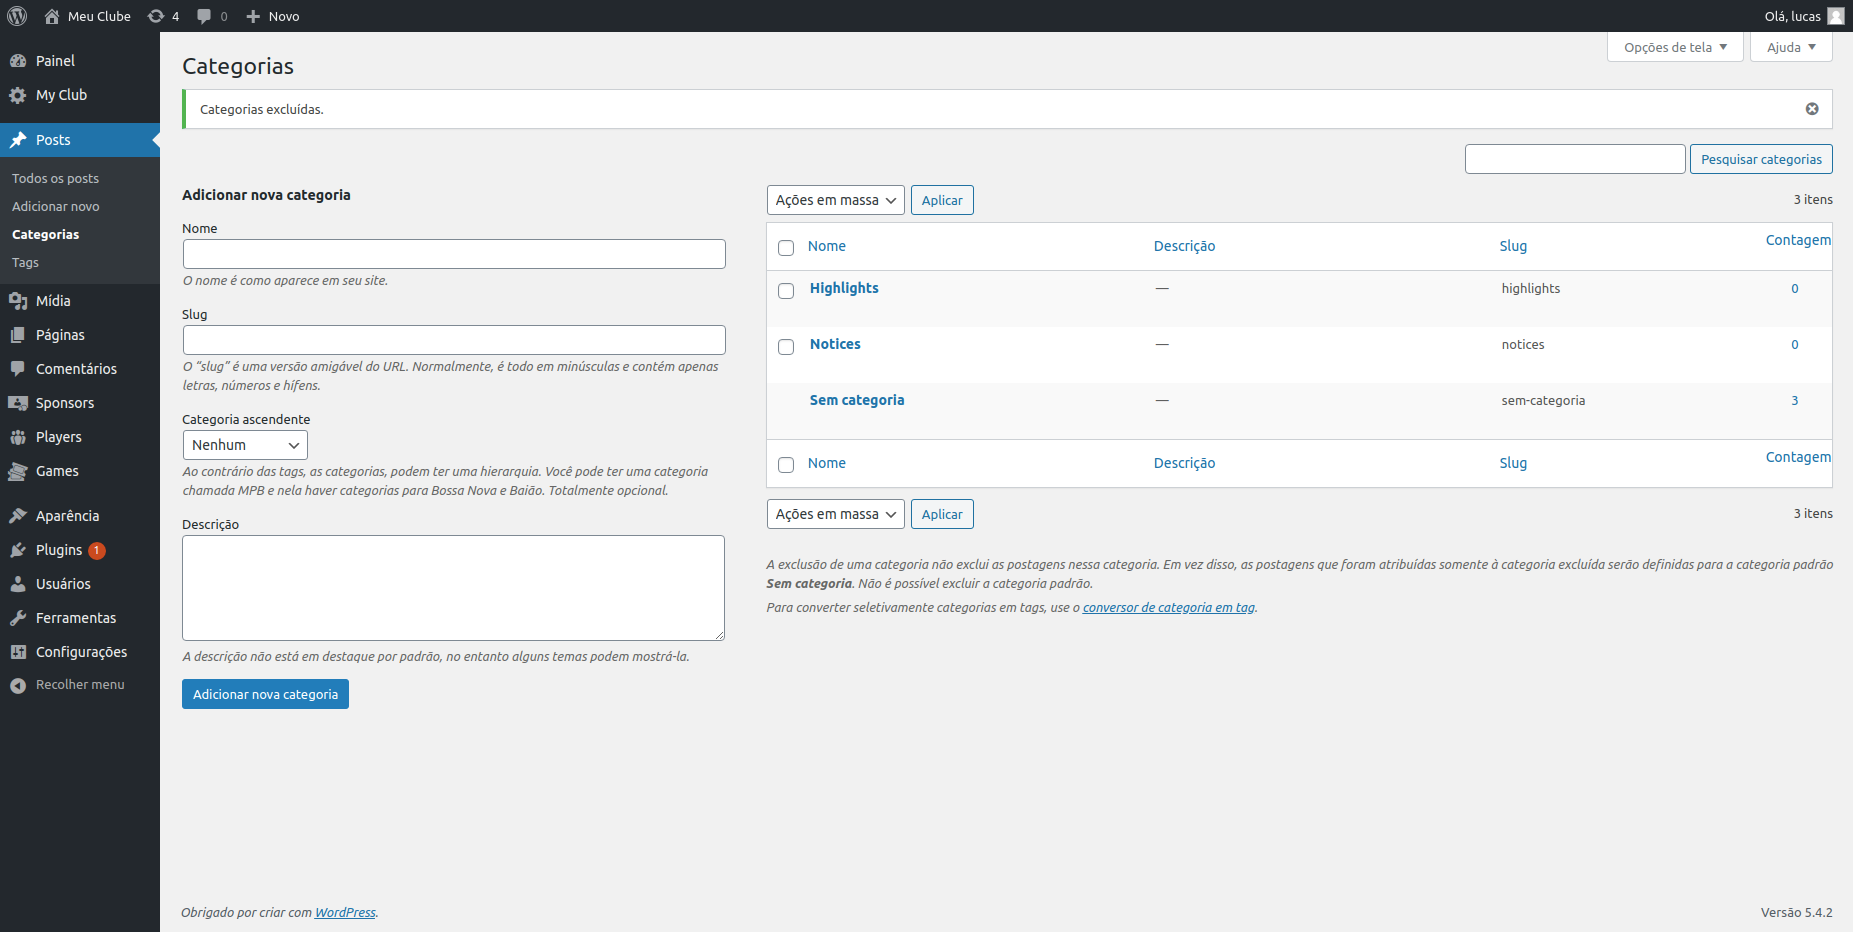 Meu Clube
4
0
Novo
Olá, lucas
Painel
My Club
Posts
Todos os posts
Adicionar novo
Categorias
Tags
Mídia
Páginas
Comentários
Sponsors
Players
Games
Aparência
Plugins 1
Usuários
Ferramentas
Configurações
Recolher menu
Opções de tela
Ajuda
Categorias
Categorias excluídas.
Pesquisar categorias
Adicionar nova categoria
Nome
O nome é como aparece em seu site.
Slug
O “slug” é uma versão amigável do URL. Normalmente, é todo em minúsculas e contém apenas
letras, números e hífens.
Categoria ascendente
Nenhum
Ao contrário das tags, as categorias, podem ter uma hierarquia. Você pode ter uma categoria
chamada MPB e nela haver categorias para Bossa Nova e Baião. Totalmente opcional.
Descrição
A descrição não está em destaque por padrão, no entanto alguns temas podem mostrá-la.
Adicionar nova categoria
Ações em massa
Aplicar
3 itens
Nome Descrição Slug Contagem
Highlights — highlights 0
Notices — notices 0
Sem categoria — sem-categoria 3
Nome Descrição Slug Contagem
Ações em massa
Aplicar
3 itens
A exclusão de uma categoria não exclui as postagens nessa categoria. Em vez disso, as postagens que foram atribuídas somente à categoria excluída serão definidas para a categoria padrão
Sem categoria. Não é possível excluir a categoria padrão.
Para converter seletivamente categorias em tags, use o conversor de categoria em tag.
Obrigado por criar com WordPress.
Versão 5.4.2